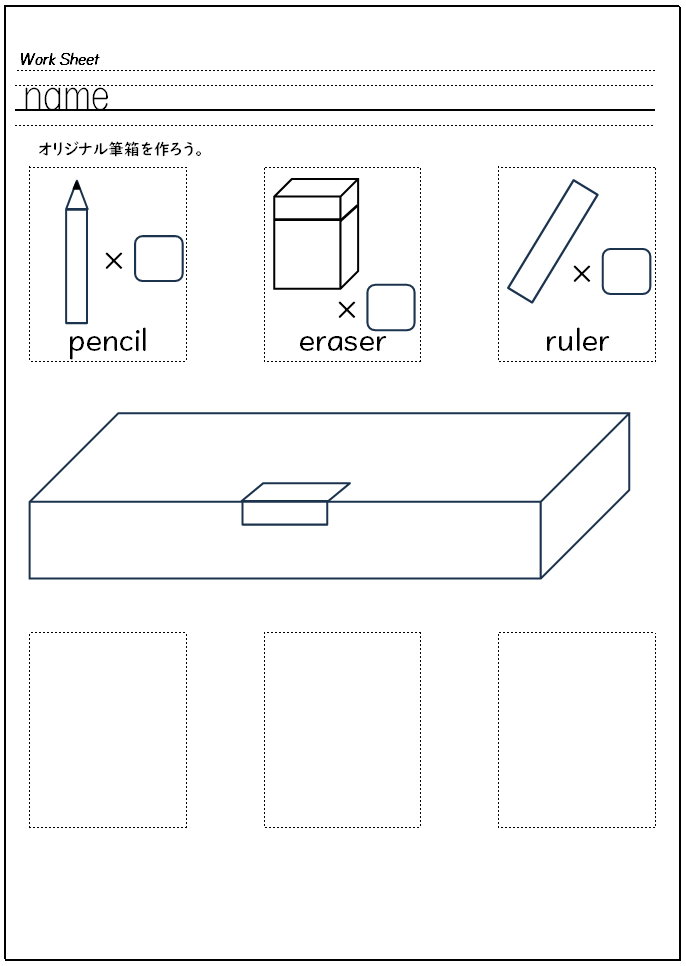 Work Sheet
name
オリジナル筆箱を作ろう。
× × ×
pencil eraser ruler